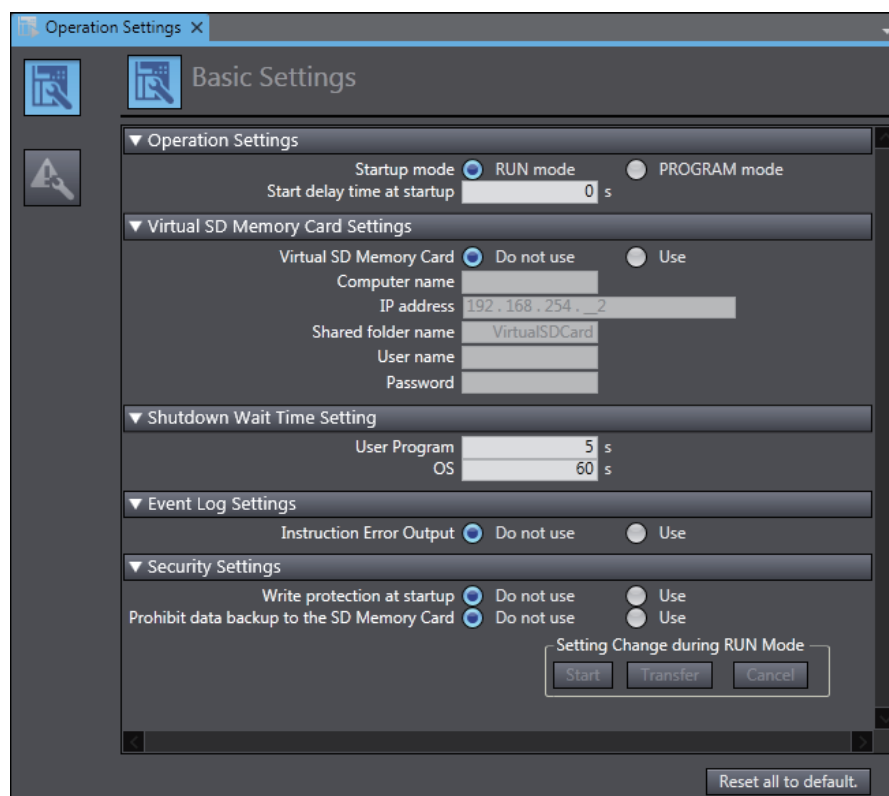 Operation Settings ✕
Basic Settings
▼ Operation Settings
Startup mode RUN mode PROGRAM mode
Start delay time at startup 0 s
▼ Virtual SD Memory Card Settings
Virtual SD Memory Card Do not use Use
Computer name
IP address 192 . 168 . 254 . __2
Shared folder name VirtualSDCard
User name
Password
▼ Shutdown Wait Time Setting
User Program 5 s
OS 60 s
▼ Event Log Settings
Instruction Error Output Do not use Use
▼ Security Settings
Write protection at startup Do not use Use
Prohibit data backup to the SD Memory Card Do not use Use
Setting Change during RUN Mode
Start Transfer Cancel
Reset all to default.